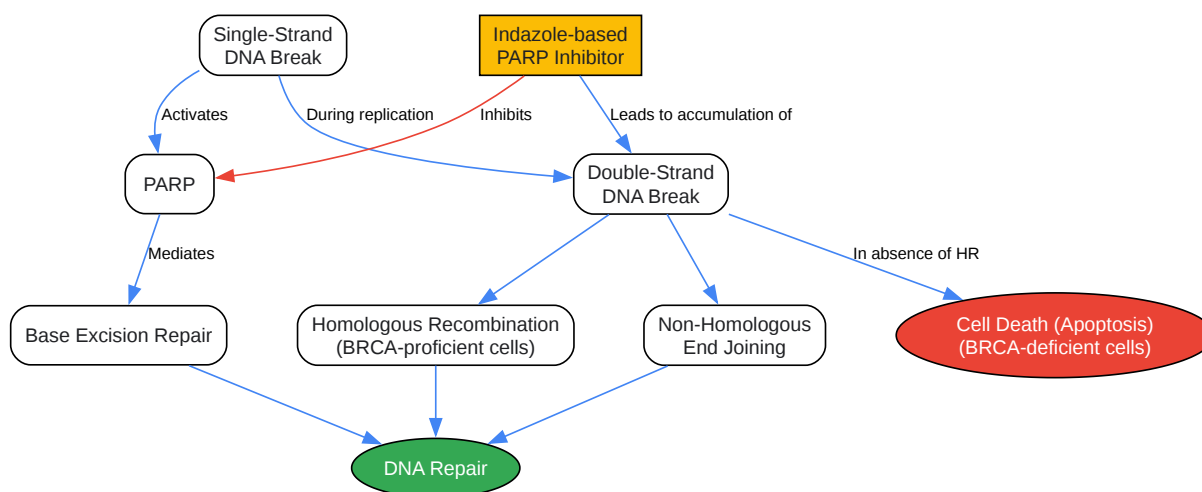 Single-Strand
DNA Break
Indazole-based
PARP Inhibitor
Activates
During replication
Inhibits
Leads to accumulation of
PARP
Double-Strand
DNA Break
Mediates
In absence of HR
Base Excision Repair
Homologous Recombination
(BRCA-proficient cells)
Non-Homologous
End Joining
Cell Death (Apoptosis)
(BRCA-deficient cells)
DNA Repair